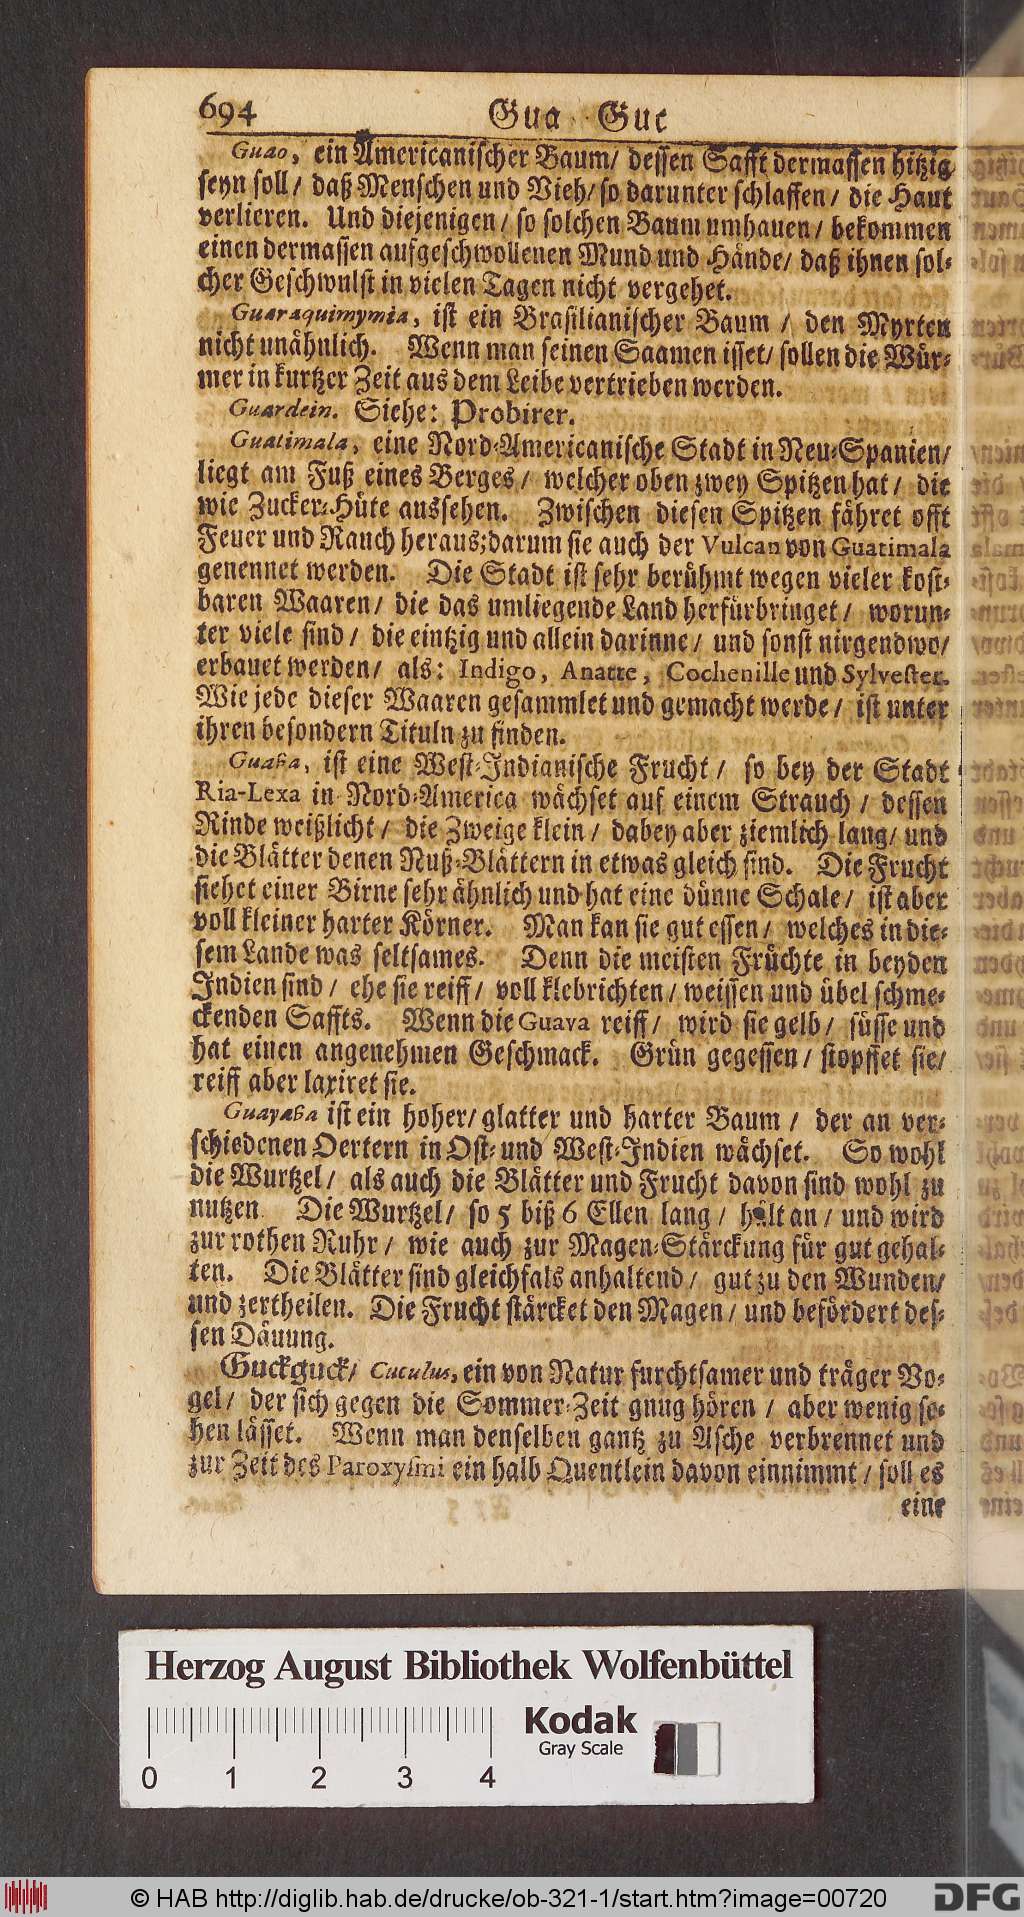 694 Gua Guc
Guao, ein Americanischer Baum/ dessen Safft dermassen hitzig
seyn soll/ daß Menschen und Vieh/ so darunter schlaffen/ die Haut
verlieren. Und diejenigen/ so solchen Baum umhauen/ bekommen
einen dermassen aufgeschwollenen Mund und Hände/ daß ihnen sol-
cher Geschwulst in vielen Tagen nicht vergehet.
Guaraquimymia, ist ein Brasilianischer Baum/ den Myrten
nicht unähnlich. Wenn man seinen Saamen isset/ sollen die Wür-
mer in kurtzer Zeit aus dem Leibe vertrieben werden.
Guardein. Siehe: Probirer.
Guatimala, eine Nord-Americanische Stadt in Neu-Spanien/
liegt am Fuß eines Berges/ welcher oben zwey Spitzen hat/ die
wie Zucker-Hüte aussehen. Zwischen diesen Spitzen fähret offt
Feuer und Rauch heraus; darum sie auch der Vulcan von Guatimala
genennet werden. Die Stadt ist sehr berühmt wegen vieler kost-
baren Waaren/ die das umliegende Land herfürbringet/ worun-
ter viele sind/ die eintzig und allein darinne/ und sonst nirgendwo/
erbauet werden/ als: Indigo, Anatte, Cochenille und Sylvester.
Wie jede dieser Waaren gesammlet und gemacht werde/ ist unter
ihren besondern Tituln zu finden.
Guaßa, ist eine West-Indianische Frucht/ so bey der Stadt
Ria-Lexa in Nord-America wächset auf einem Strauch/ dessen
Rinde weißlicht/ die Zweige klein/ dabey aber ziemlich lang/ und
die Blätter denen Nuß-Blättern in etwas gleich sind. Die Frucht
siehet einer Birne sehr ähnlich und hat eine dünne Schale/ ist aber
voll kleiner harter Körner. Man kan sie gut essen/ welches in die-
sem Lande was seltsames. Denn die meisten Früchte in beyden
Indien sind/ ehe sie reiff/ voll klebrichten/ weissen und übel schme-
ckenden Saffts. Wenn die Guava reiff/ wird sie gelb/ süsse und
hat einen angenehmen Geschmack. Grün gegessen/ stopffet sie/
reiff aber laxiret sie.
Guayaßa ist ein hoher/ glatter und harter Baum/ der an ver-
schiedenen Oertern in Ost- und West-Indien wächset. So wohl
die Wurtzel/ als auch die Blätter und Frucht davon sind wohl zu
nutzen. Die Wurtzel/ so 5 biß 6 Ellen lang/ hält an/ und wird
zur rothen Ruhr/ wie auch zur Magen-Stärckung für gut gehal-
ten. Die Blätter sind gleichfals anhaltend/ gut zu den Wunden/
und zertheilen. Die Frucht stärcket den Magen/ und befördert des-
sen Däuung.
Guckguck/ Cuculus, ein von Natur furchtsamer und träger Vo-
gel/ der sich gegen die Sommer-Zeit gnug hören/ aber wenig se-
hen lässet. Wenn man denselben gantz zu Asche verbrennet und
zur Zeit des Paroxysmi ein halb Quentlein davon einnimmt/ soll es
eine
Herzog August Bibliothek Wolfenbüttel
0 1 2 3 4
Kodak
Gray Scale
© HAB http://diglib.hab.de/drucke/ob-321-1/start.htm?image=00720
DFG